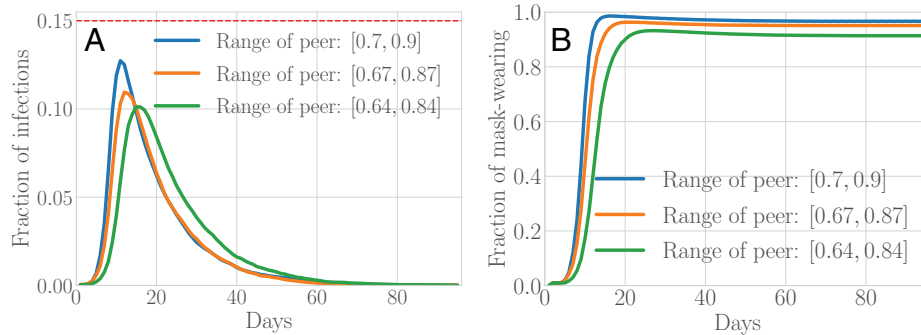 A
Range of peer: [0.7, 0.9]
Range of peer: [0.67, 0.87]
Range of peer: [0.64, 0.84]
Fraction of infections
0.15
0.10
0.05
0.00
0 20 40 60 80
Days
B
Range of peer: [0.7, 0.9]
Range of peer: [0.67, 0.87]
Range of peer: [0.64, 0.84]
Fraction of mask-wearing
1.0
0.8
0.6
0.4
0.2
0.0
0 20 40 60 80
Days